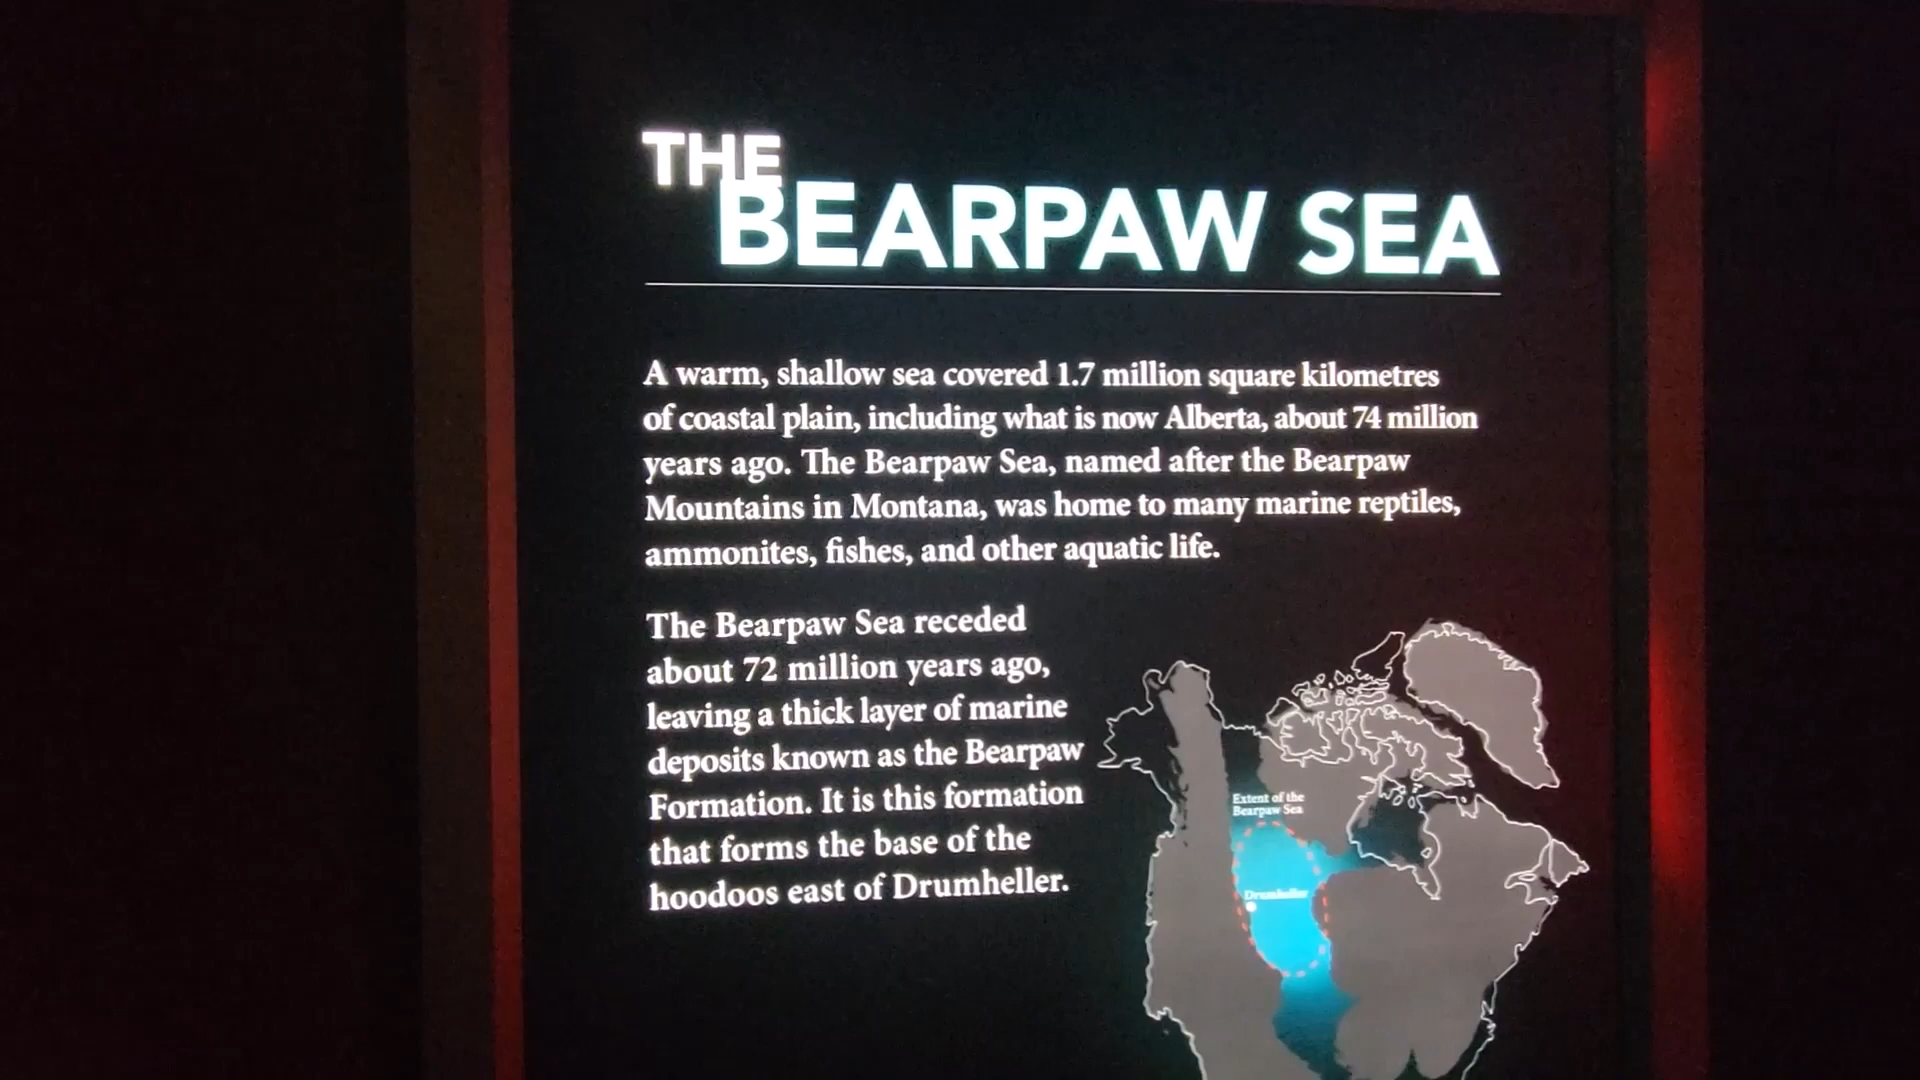 THE
BEARPAW SEA
A warm, shallow sea covered 1.7 million square kilometres
of coastal plain, including what is now Alberta, about 74 million
years ago. The Bearpaw Sea, named after the Bearpaw
Mountains in Montana, was home to many marine reptiles,
ammonites, fishes, and other aquatic life.
The Bearpaw Sea receded
about 72 million years ago,
leaving a thick layer of marine
deposits known as the Bearpaw
Formation. It is this formation
that forms the base of the
hoodoos east of Drumheller.
Extent of the
Bearpaw Sea
Drumheller